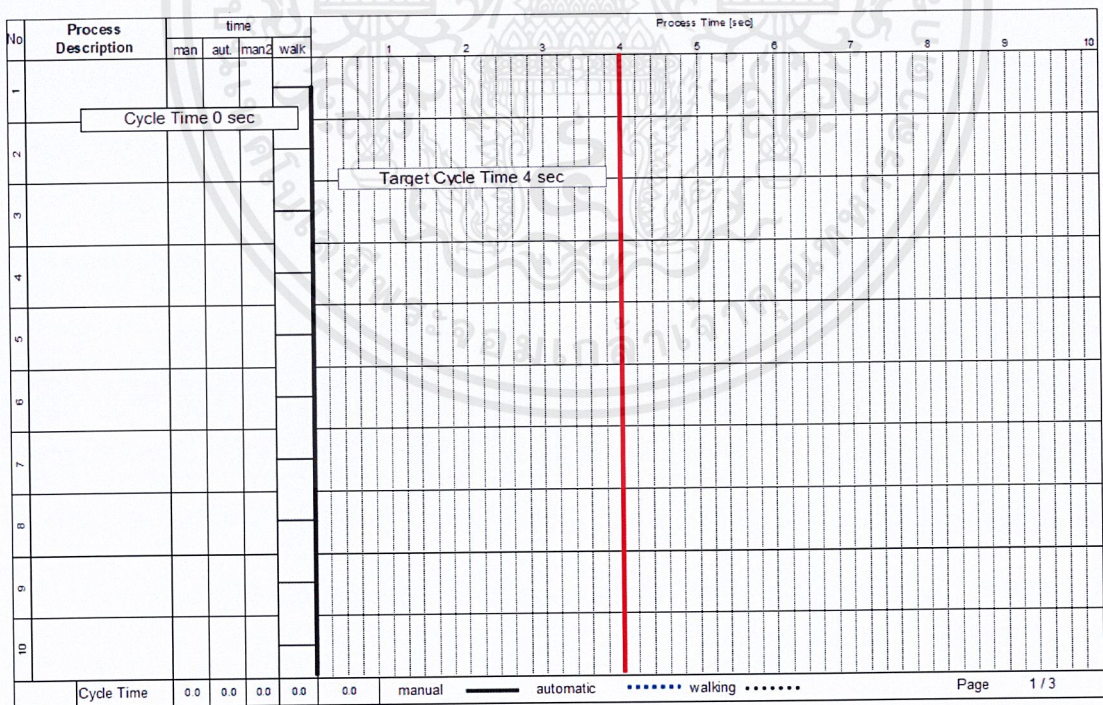 No
Process Description
time
Process Time [sec]
man aut. man2 walk
1 2 3 4 5 6 7 8 9 10
1
Cycle Time 0 sec
2
Target Cycle Time 4 sec
3
4
5
6
7
8
9
10
Cycle Time 0.0 0.0 0.0 0.0 0.0 manual automatic walking Page 1 / 3